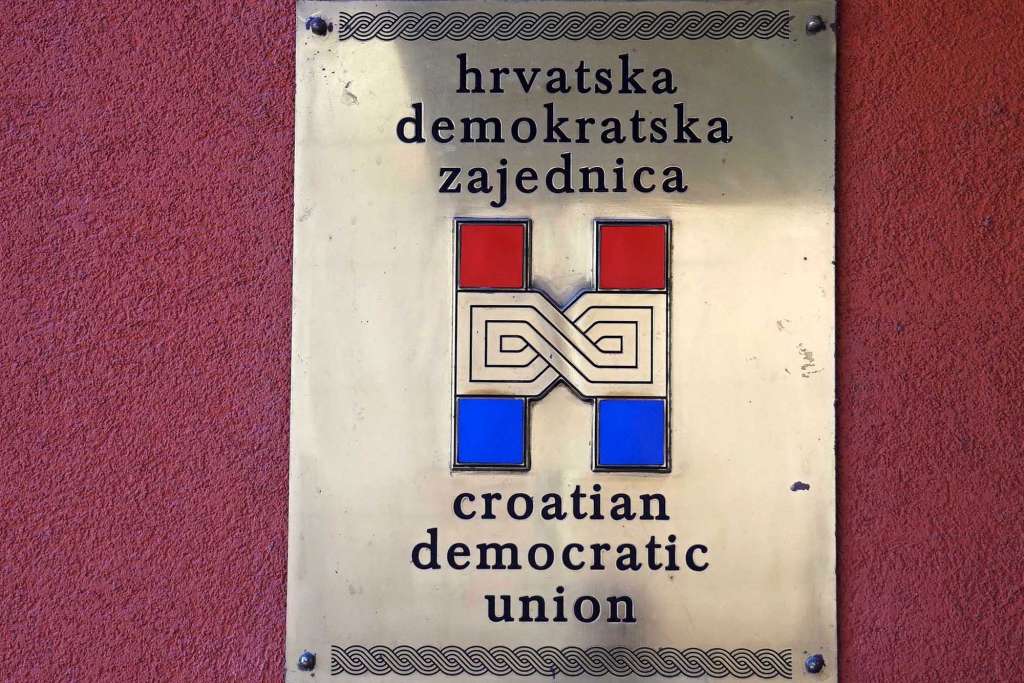 hrvatska
demokratska
zajednica
croatian
democratic
union